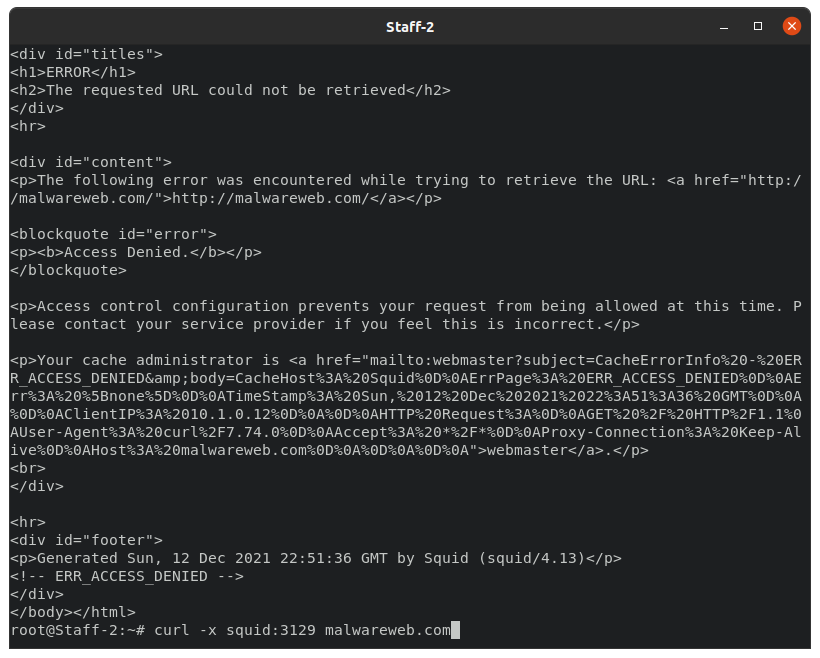 Staff-2
<div id="titles">
<h1>ERROR</h1>
<h2>The requested URL could not be retrieved</h2>
</div>
<hr>
<div id="content">
<p>The following error was encountered while trying to retrieve the URL: <a href="http:/
/malwareweb.com/">http://malwareweb.com/</a></p>
<blockquote id="error">
<p><b>Access Denied.</b></p>
</blockquote>
<p>Access control configuration prevents your request from being allowed at this time. P
lease contact your service provider if you feel this is incorrect.</p>
<p>Your cache administrator is <a href="mailto:webmaster?subject=CacheErrorInfo%20-%20ER
R_ACCESS_DENIED&amp;body=CacheHost%3A%20Squid%0D%0AErrPage%3A%20ERR_ACCESS_DENIED%0D%0AE
rr%3A%20%5Bnone%5D%0D%0ATimeStamp%3A%20Sun,%2012%20Dec%202021%2022%3A51%3A36%20GMT%0D%0A
%0D%0AClientIP%3A%2010.1.0.12%0D%0A%0D%0AHTTP%20Request%3A%0D%0AGET%20%2F%20HTTP%2F1.1%0
AUser-Agent%3A%20curl%2F7.74.0%0D%0AAccept%3A%20*%2F*%0D%0AProxy-Connection%3A%20Keep-Al
ive%0D%0AHost%3A%20malwareweb.com%0D%0A%0D%0A%0D%0A">webmaster</a>.</p>
<br>
</div>
<hr>
<div id="footer">
<p>Generated Sun, 12 Dec 2021 22:51:36 GMT by Squid (squid/4.13)</p>
<!-- ERR_ACCESS_DENIED -->
</div>
</body></html>
root@Staff-2:~# curl -x squid:3129 malwareweb.com